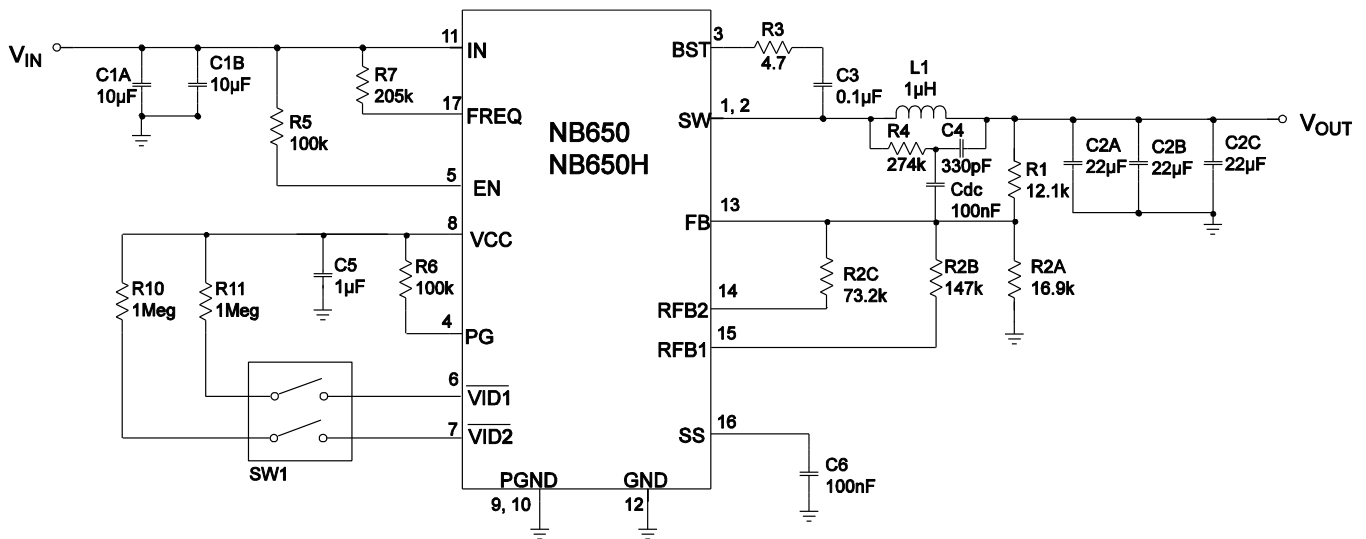 VIN
C1A
10µF
C1B
10µF
R7
205k
R5
100k
11
IN
17
FREQ
5
EN
8
VCC
R10
1Meg
R11
1Meg
C5
1µF
R6
100k
4
PG
6
VID1
7
VID2
SW1
NB650
NB650H
PGND
9, 10
GND
12
3
BST
R3
4.7
C3
0.1µF
1, 2
SW
L1
1µH
R4
274k
C4
330pF
Cdc
100nF
R1
12.1k
C2A
22µF
C2B
22µF
C2C
22µF
VOUT
13
FB
R2C
73.2k
R2B
147k
R2A
16.9k
14
RFB2
15
RFB1
16
SS
C6
100nF